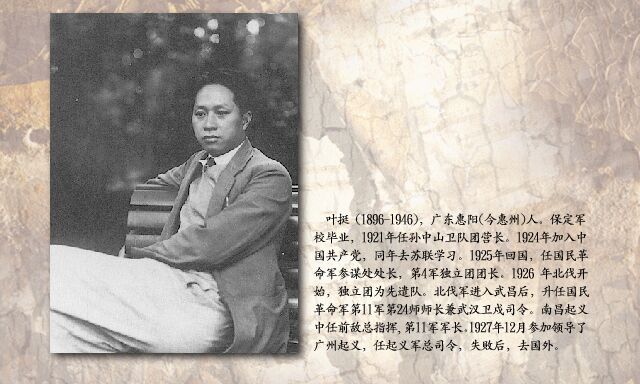 叶挺 (1896-1946)，广东惠阳(今惠州)人。保定军
校毕业，1921年任孙中山卫队团营长。1924年加入中
国共产党，同年去苏联学习。1925年回国，任国民革
命军参谋处处长，第4军独立团团长。1926 年北伐开
始，独立团为先遣队。北伐军进入武昌后，升任国民
革命军第11军第24师师长兼武汉卫戍司令。南昌起义
中任前敌总指挥,第11军军长.1927年12月参加领导了
广州起义，任起义军总司令，失败后，去国外。